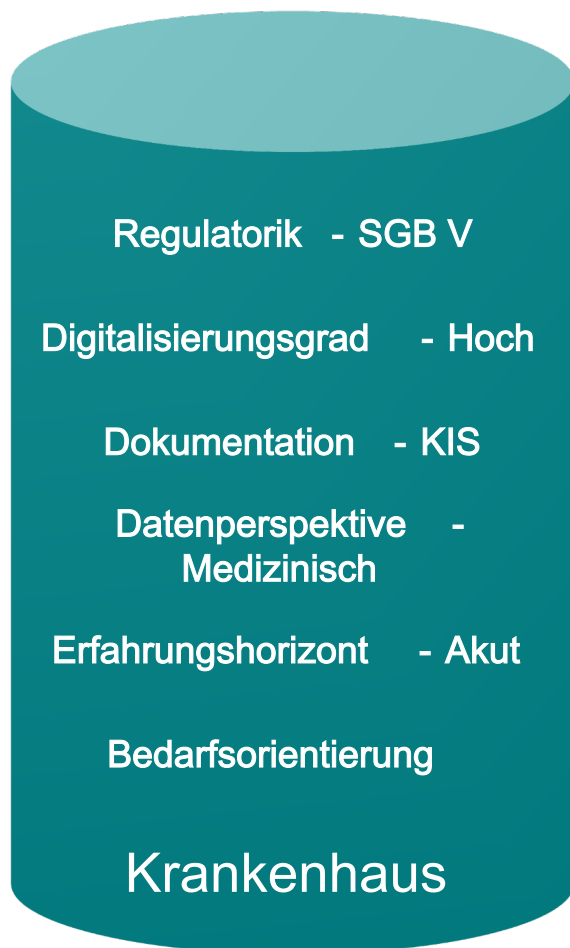 Regulatorik - SGB V
Digitalisierungsgrad - Hoch
Dokumentation - KIS
Datenperspektive -
Medizinisch
Erfahrungshorizont - Akut
Bedarfsorientierung
Krankenhaus